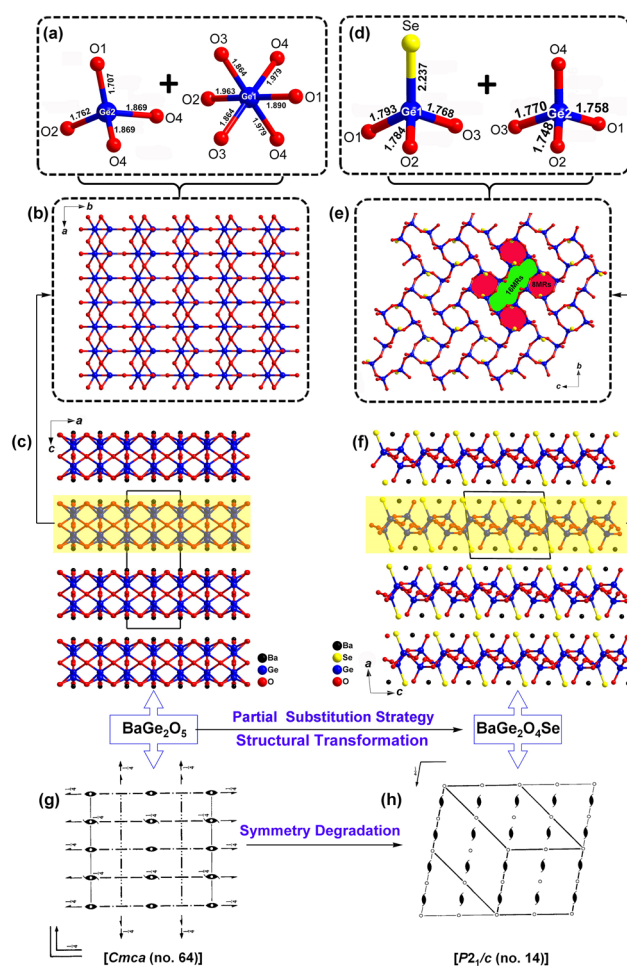 (a)
O1
1.707
Ge2
1.762
O2
1.869
O4
1.869
O4
+
O3
1.864
O4
1.979
O2
1.963
Ge1
1.890
O1
1.864
O3
1.979
O4
(d)
Se
2.237
Ge1
1.793
O1
1.768
O3
1.784
O2
+
O4
1.770
Ge2
1.758
O3
O1
1.748
O2
(b)
b
a
(e)
16MRs
8MRs
b
c
(c)
a
c
Ba
Ge
O
(f)
Ba
Se
Ge
O
a
c
BaGe2O5
Partial Substitution Strategy
Structural Transformation
BaGe2O4Se
(g)
Symmetry Degradation
(h)
[Cmca (no. 64)]
[P21/c (no. 14)]